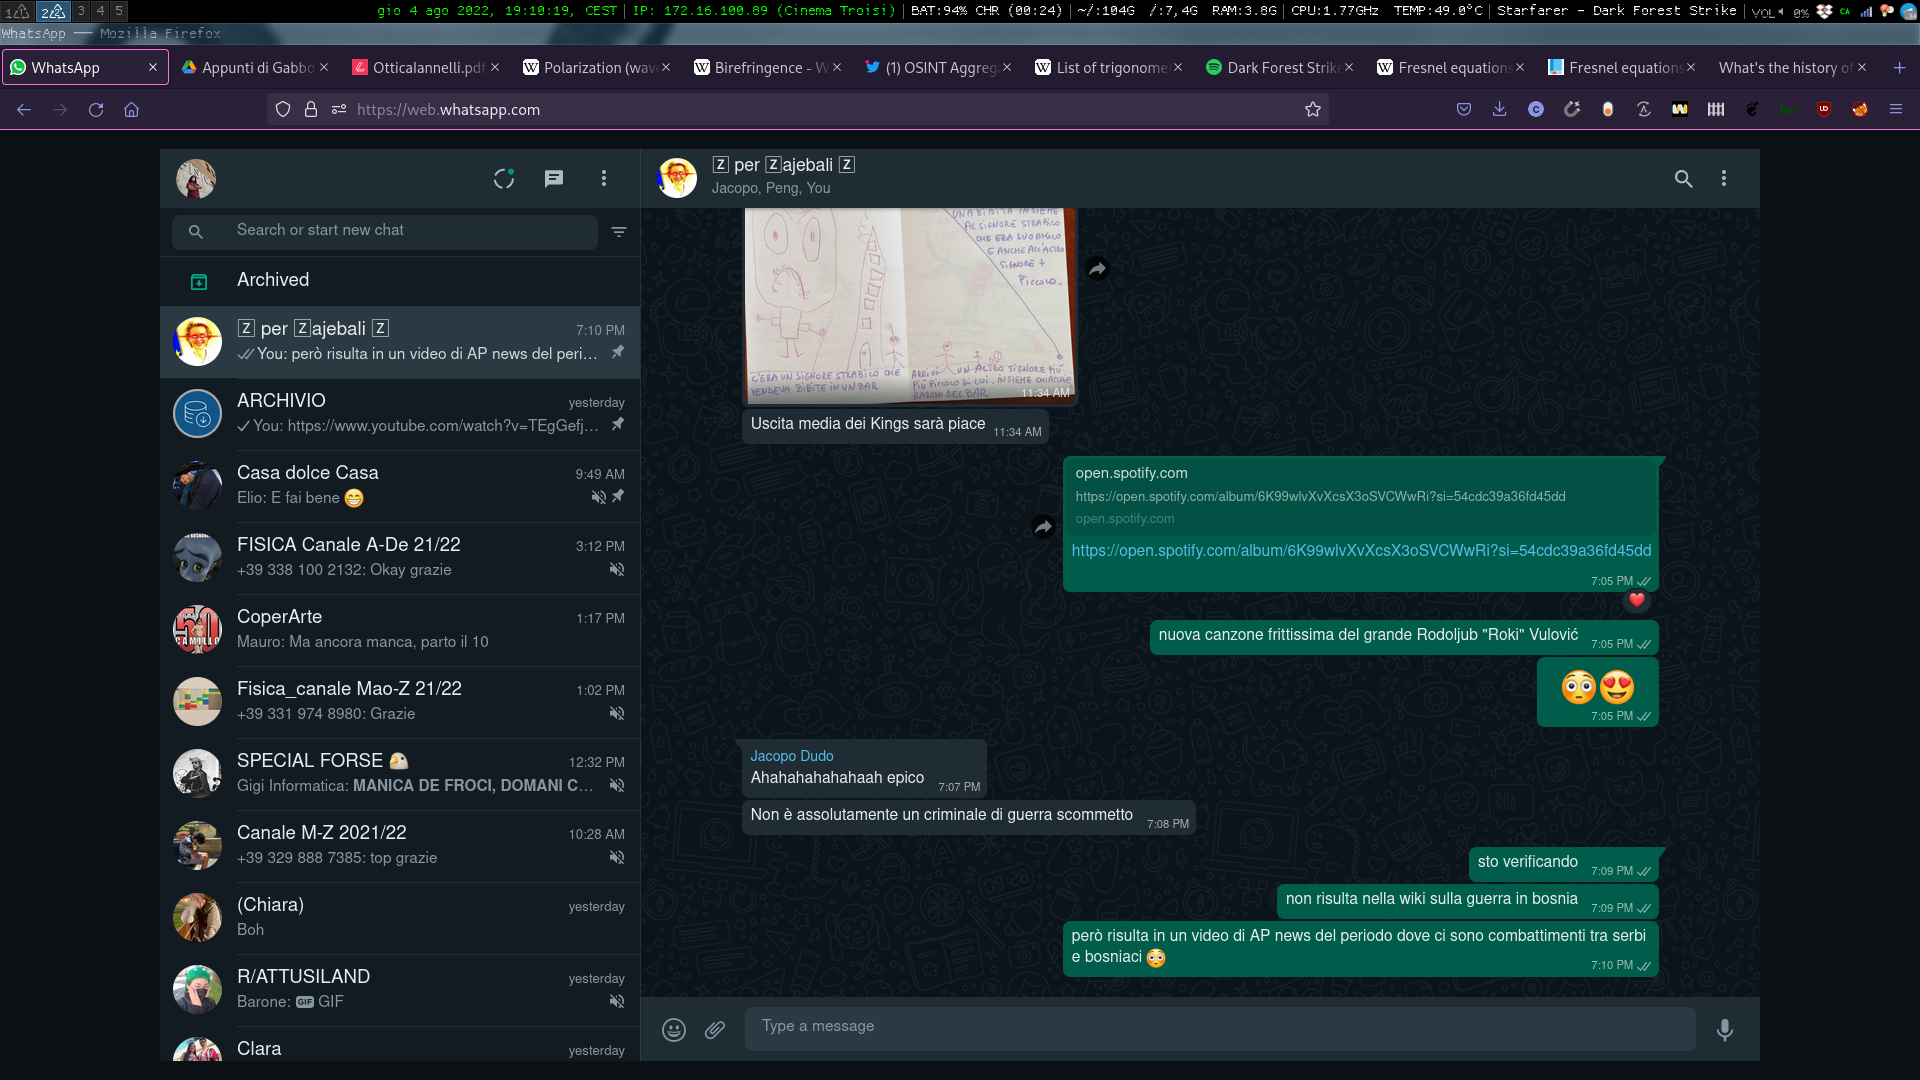 1 2 3 4 5
gio 4 ago 2022, 19:10:19, CEST | IP: 172.16.100.89 (Cinema Troisi) | BAT:94% CHR (00:24) | ~/:104G /:7,4G RAM:3.8G | CPU:1.77GHz TEMP:49.0°C | Starfarer - Dark Forest Strike | VOL 0% CA
WhatsApp — Mozilla Firefox
WhatsApp
Appunti di Gabbo
OtticaIannelli.pdf
Polarization (wave
Birefringence - W
(1) OSINT Aggreg
List of trigonome
Dark Forest Strike
Fresnel equations
Fresnel equations
What's the history of
https://web.whatsapp.com
🅉 per 🅉ajebali 🅉
Jacopo, Peng, You
Search or start new chat
Archived
🅉 per 🅉ajebali 🅉
7:10 PM
You: però risulta in un video di AP news del peri…
ARCHIVIO
yesterday
You: https://www.youtube.com/watch?v=TEgGefj…
Casa dolce Casa
9:49 AM
Elio: E fai bene 😁
FISICA Canale A-De 21/22
3:12 PM
+39 338 100 2132: Okay grazie
CoperArte
1:17 PM
Mauro: Ma ancora manca, parto il 10
Fisica_canale Mao-Z 21/22
1:02 PM
+39 331 974 8980: Grazie
SPECIAL FORSE
12:32 PM
Gigi Informatica: MANICA DE FROCI, DOMANI C…
Canale M-Z 2021/22
10:28 AM
+39 329 888 7385: top grazie
(Chiara)
yesterday
Boh
R/ATTUSILAND
yesterday
Barone: GIF GIF
Clara
yesterday
UNA BIBITA INSIEME
AL SIGNORE STRABICO
CHE ERA SUO AMICO
E ANCHE ALL'ALTRO
SIGNORE +
PICCOLO.
C'ERA UN SIGNORE STRABICO CHE
VENDEVA BIBITE IN UN BAR
ARRIVÒ UN ALTRO SIGNORE PIÙ
PIÙ PICCOLO DI LUI. INSIEME CHIACCHE
RARONO DEL BAR
11:34 AM
Uscita media dei Kings sarà piace
11:34 AM
open.spotify.com
https://open.spotify.com/album/6K99wlvXvXcsX3oSVCWwRi?si=54cdc39a36fd45dd
open.spotify.com
https://open.spotify.com/album/6K99wlvXvXcsX3oSVCWwRi?si=54cdc39a36fd45dd
7:05 PM
nuova canzone frittissima del grande Rodoljub "Roki" Vulović
7:05 PM
😳😍
7:05 PM
Jacopo Dudo
Ahahahahahahaah epico
7:07 PM
Non è assolutamente un criminale di guerra scommetto
7:08 PM
sto verificando
7:09 PM
non risulta nella wiki sulla guerra in bosnia
7:09 PM
però risulta in un video di AP news del periodo dove ci sono combattimenti tra serbi
e bosniaci 😳
7:10 PM
Type a message